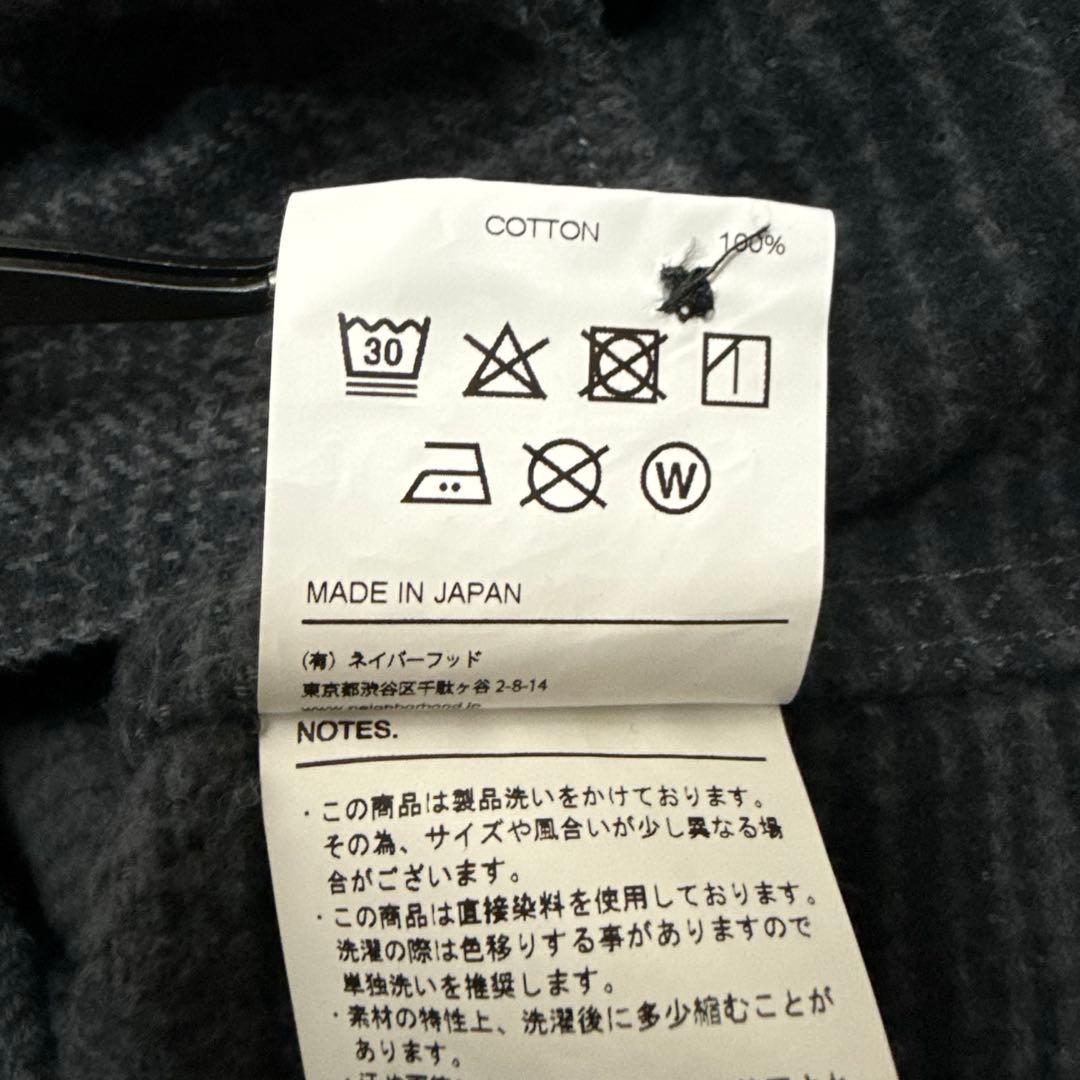 COTTON 100%
30
W
MADE IN JAPAN
(有) ネイバーフッド
東京都渋谷区千駄ヶ谷 2-8-14
www.neighborhood.jp
NOTES.
・この商品は製品洗いをかけております。
その為、サイズや風合いが少し異なる場
合がございます。
・この商品は直接染料を使用しております。
洗濯の際は色移りする事がありますので
単独洗いを推奨します。
・素材の特性上、洗濯後に多少縮むことが
あります。